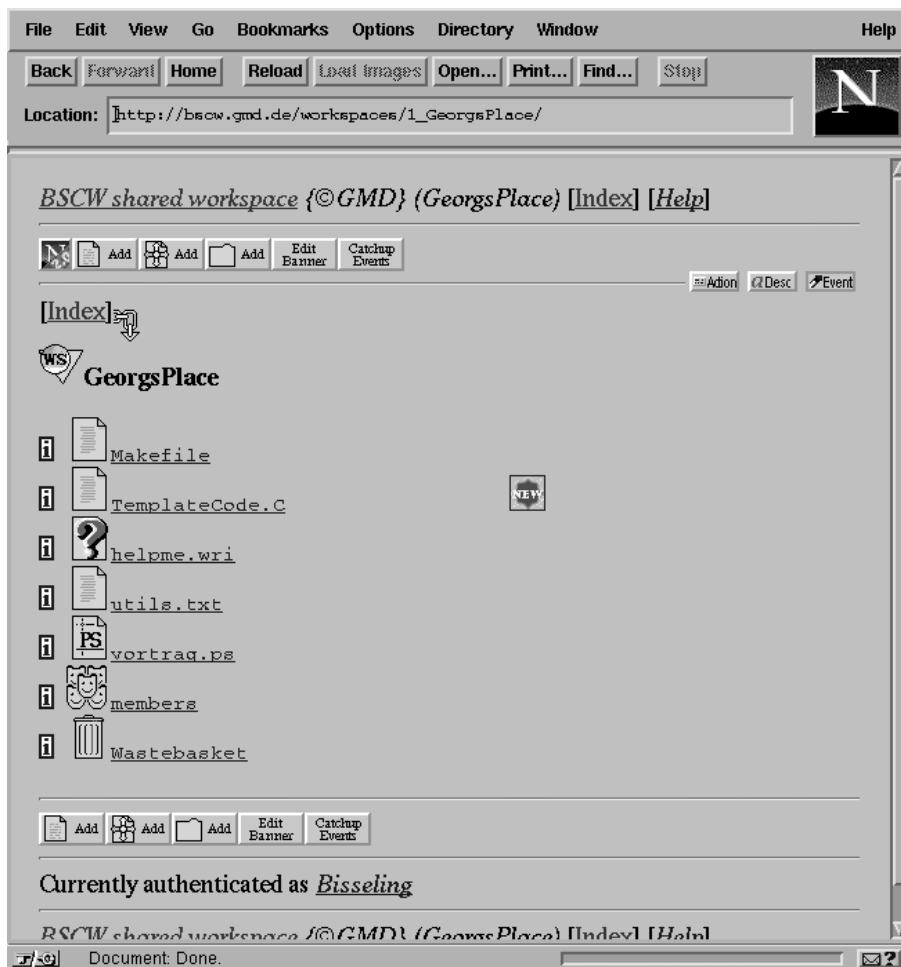 File Edit View Go Bookmarks Options Directory Window Help
Back Forward Home Reload Load Images Open... Print... Find... Stop
N
Location: http://bscw.gmd.de/workspaces/1_GeorgsPlace/
BSCW shared workspace {©GMD} (GeorgsPlace) [Index] [Help]
Add Add Add Edit Banner Catchup Events
Action Desc Event
[Index]
WS GeorgsPlace
i Makefile
i TemplateCode.C NEW
i helpme.wri
i utils.txt
i PS vortrag.ps
i members
i Wastebasket
Add Add Add Edit Banner Catchup Events
Currently authenticated as Bisseling
BSCW shared workspace {©GMD} (GeorgsPlace) [Index] [Help]
Document: Done.